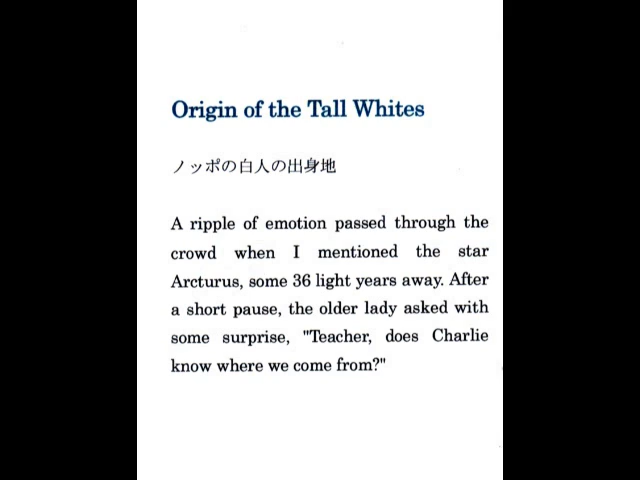 Origin of the Tall Whites
ノッポの白人の出身地
A ripple of emotion passed through the
crowd when I mentioned the star
Arcturus, some 36 light years away. After
a short pause, the older lady asked with
some surprise, "Teacher, does Charlie
know where we come from?"